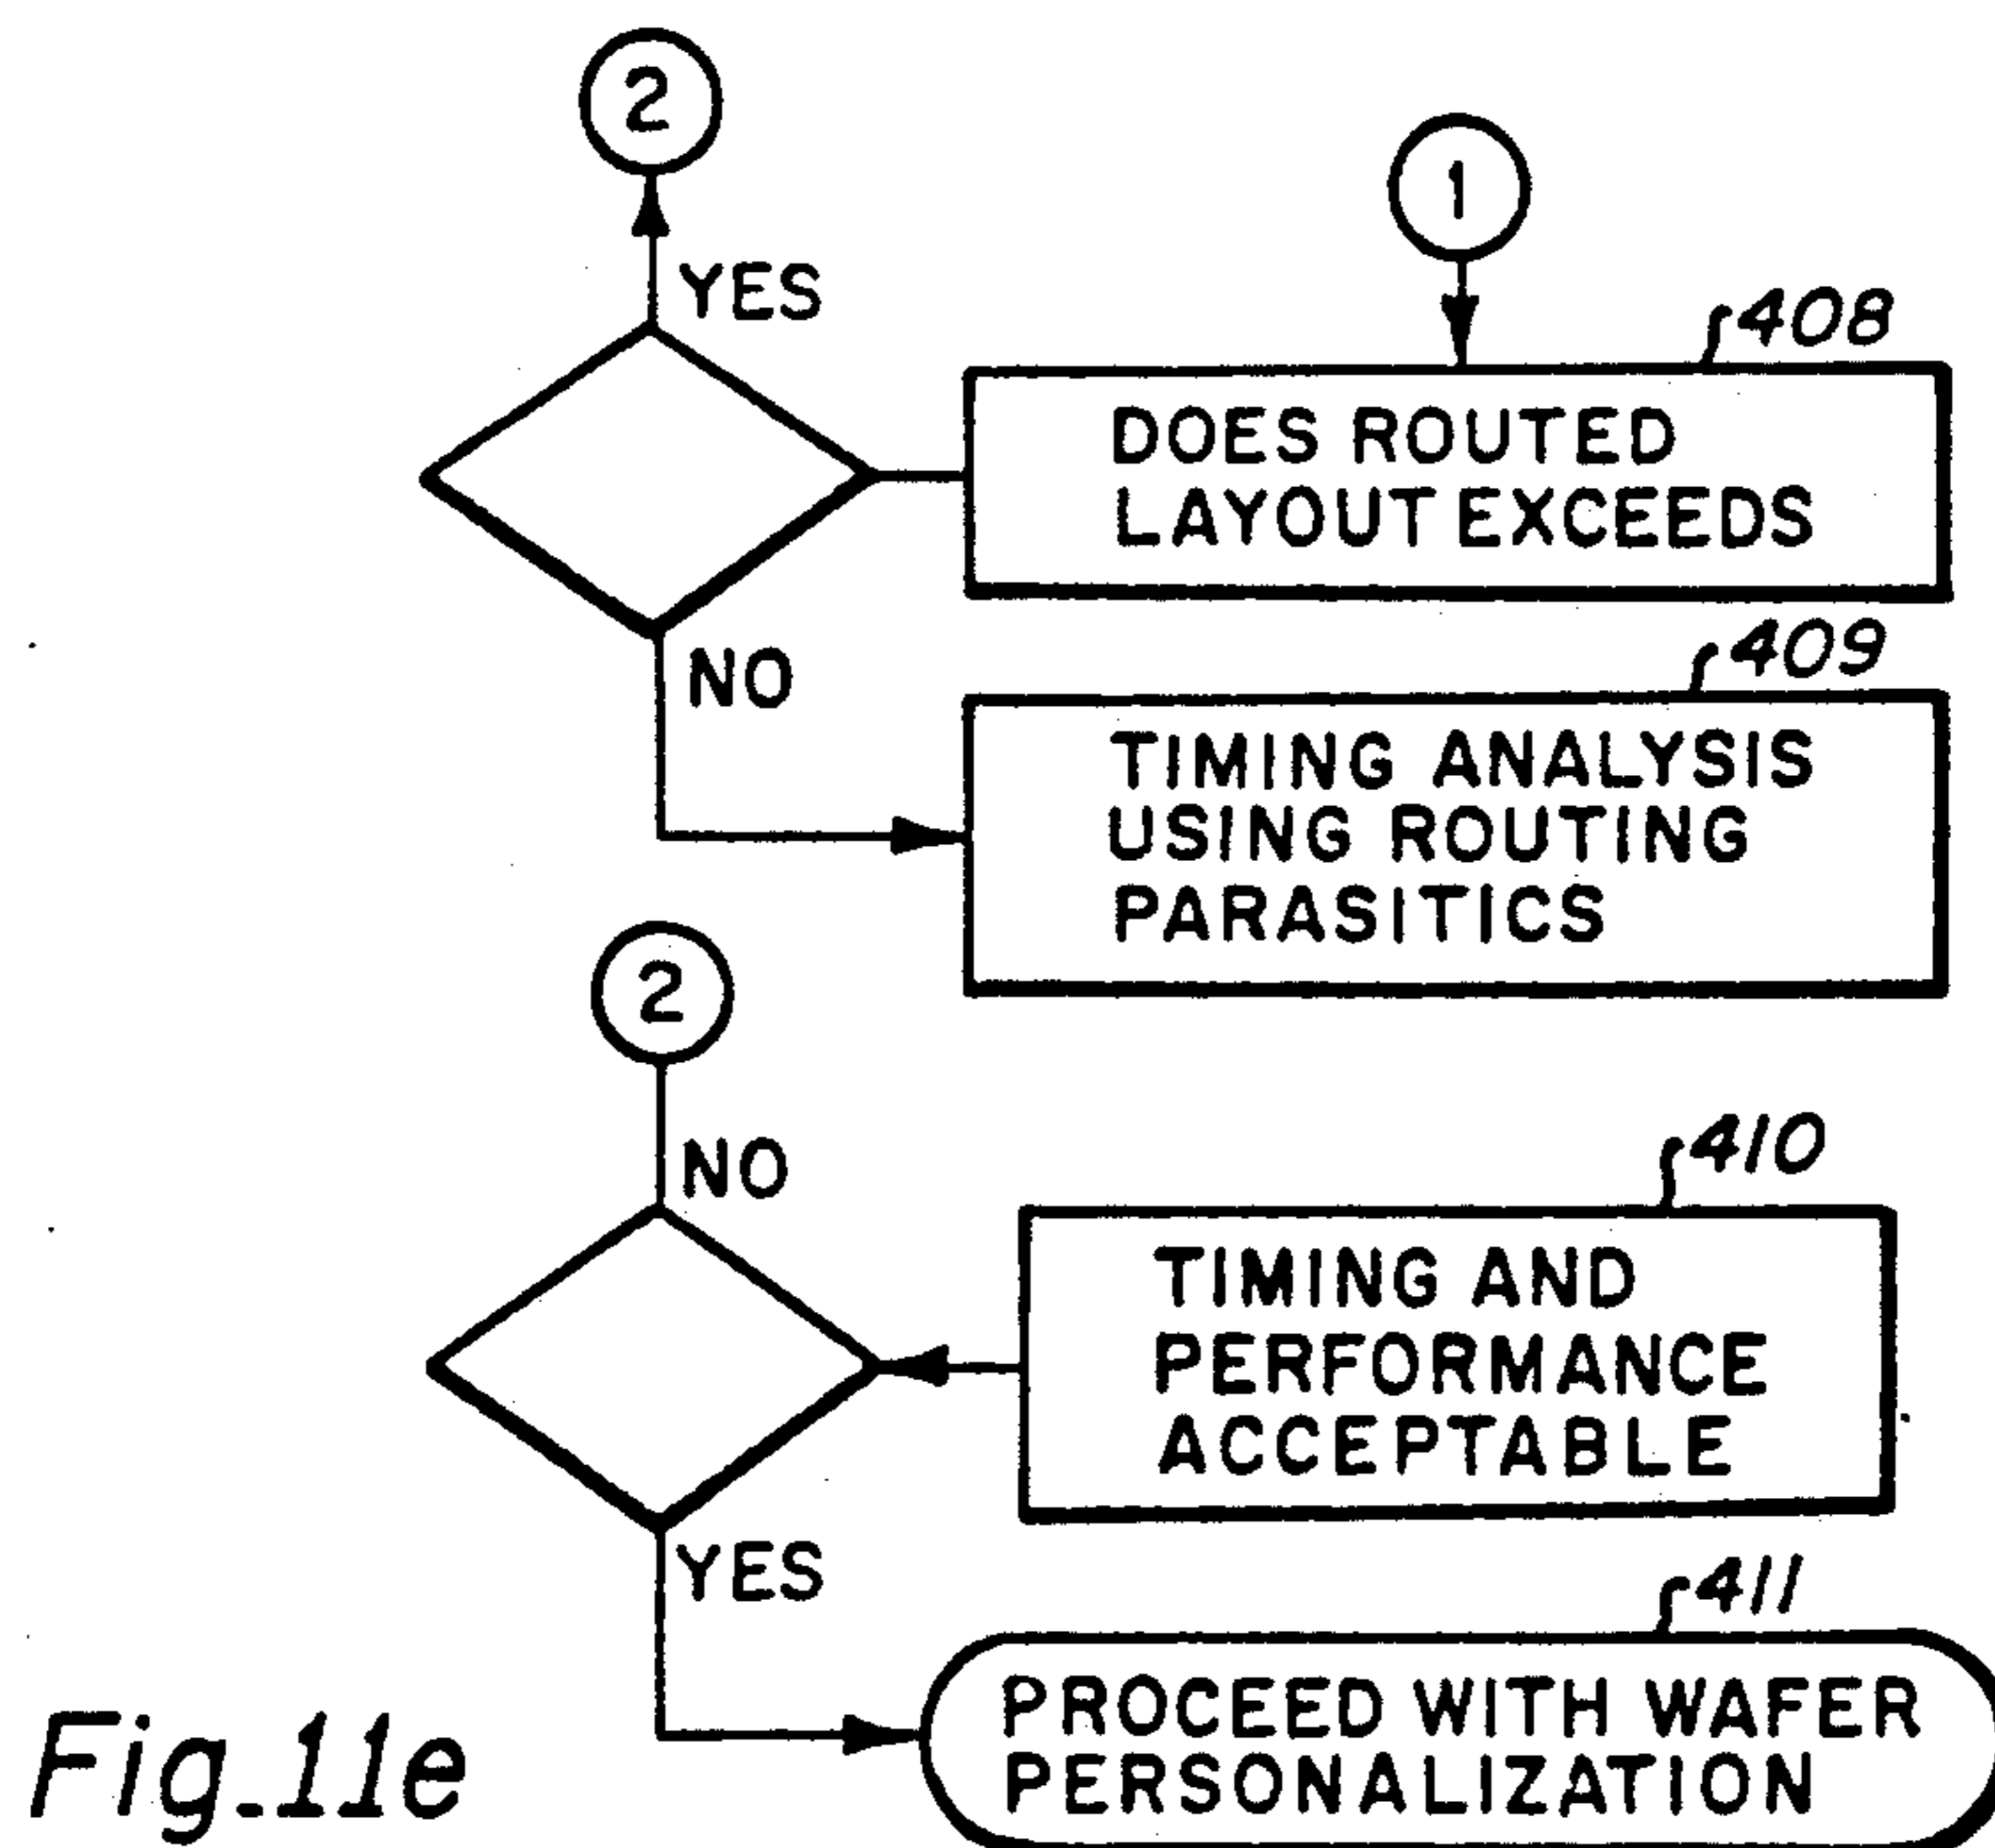 2
1
YES
408
DOES ROUTED
LAYOUT EXCEEDS
NO
409
TIMING ANALYSIS
USING ROUTING
PARASITICS
2
NO
410
TIMING AND
PERFORMANCE
ACCEPTABLE
YES
411
PROCEED WITH WAFER
PERSONALIZATION
Fig.11e